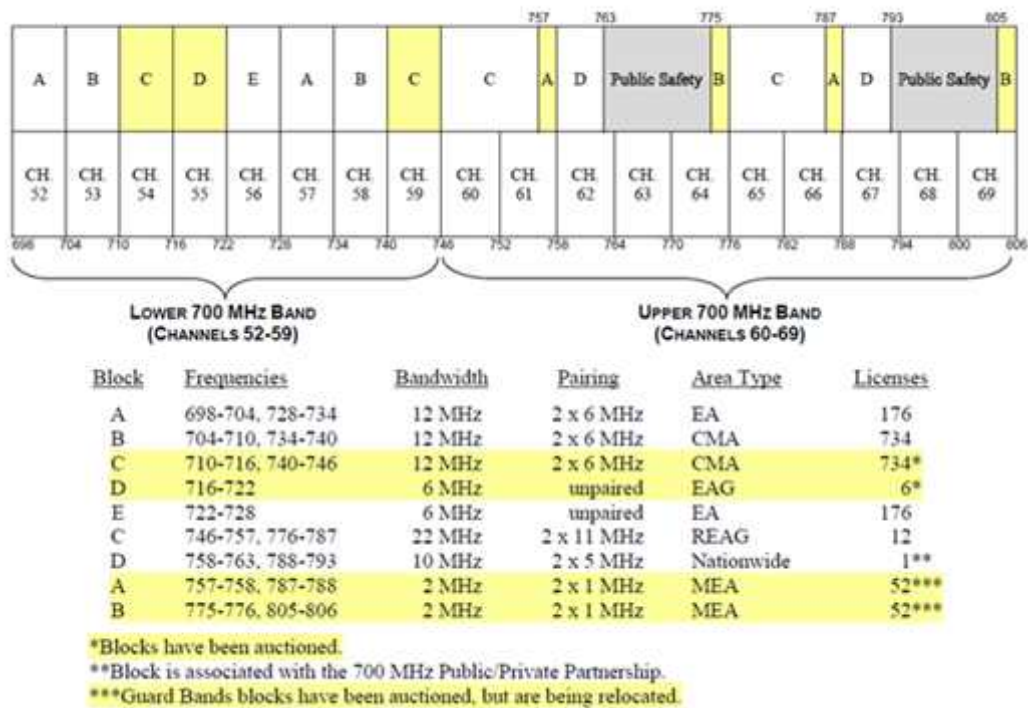 757 763 775 787 793 805
A B C D E A B C C A D Public Safety B C A D Public Safety B
CH. CH. CH. CH. CH. CH. CH. CH. CH. CH. CH. CH. CH. CH. CH. CH. CH. CH.
52 53 54 55 56 57 58 59 60 61 62 63 64 65 66 67 68 69
698 704 710 716 722 728 734 740 746 752 758 764 770 776 782 788 794 800 806
LOWER 700 MHZ BAND UPPER 700 MHZ BAND
(CHANNELS 52-59) (CHANNELS 60-69)
Block Frequencies Bandwidth Pairing Area Type Licenses
A 698-704, 728-734 12 MHz 2 x 6 MHz EA 176
B 704-710, 734-740 12 MHz 2 x 6 MHz CMA 734
C 710-716, 740-746 12 MHz 2 x 6 MHz CMA 734*
D 716-722 6 MHz unpaired EAG 6*
E 722-728 6 MHz unpaired EA 176
C 746-757, 776-787 22 MHz 2 x 11 MHz REAG 12
D 758-763, 788-793 10 MHz 2 x 5 MHz Nationwide 1**
A 757-758, 787-788 2 MHz 2 x 1 MHz MEA 52***
B 775-776, 805-806 2 MHz 2 x 1 MHz MEA 52***
*Blocks have been auctioned.
**Block is associated with the 700 MHz Public/Private Partnership.
***Guard Bands blocks have been auctioned, but are being relocated.